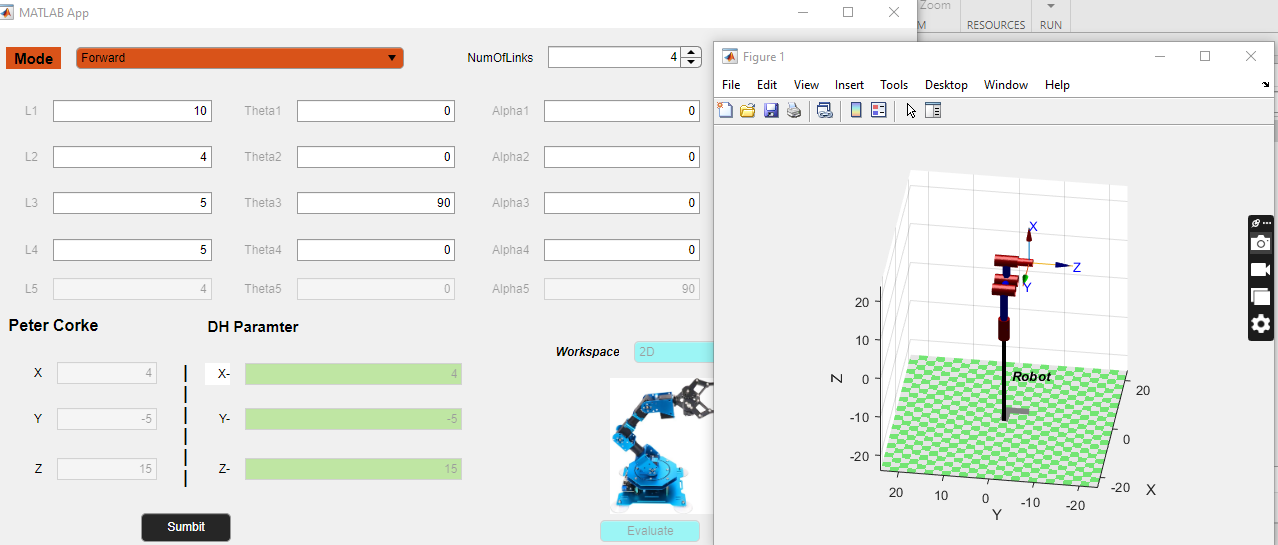 MATLAB App
Zoom
M
RESOURCES
RUN
Mode
Forward
NumOfLinks
4
L1
10
Theta1
0
Alpha1
0
L2
4
Theta2
0
Alpha2
0
L3
5
Theta3
90
Alpha3
0
L4
5
Theta4
0
Alpha4
0
L5
4
Theta5
0
Alpha5
90
Peter Corke
DH Paramter
Workspace
2D
X
4
X-
4
Y
-5
Y-
-5
Z
15
Z-
15
Sumbit
Evaluate
Figure 1
File Edit View Insert Tools Desktop Window Help
X
Z
Y
Robot
20
10
0
-10
-20
Z
20
10
0
-10
-20
Y
20
0
-20
X